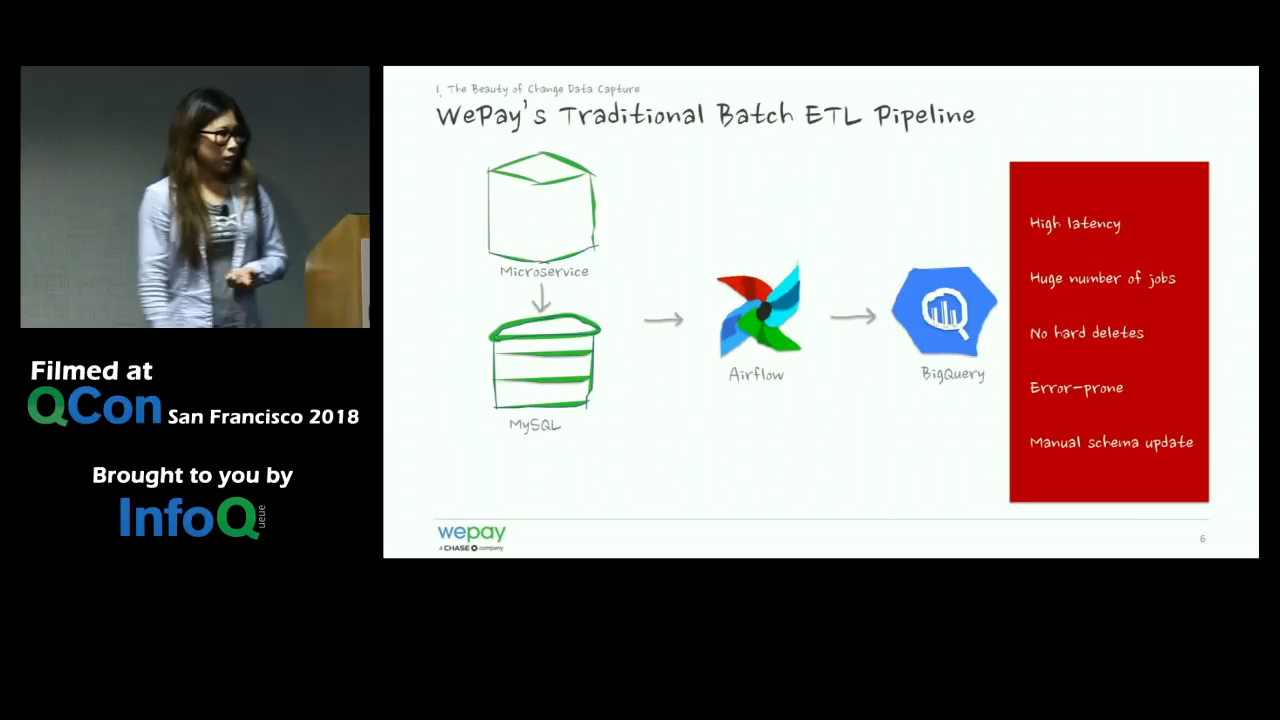 1. The Beauty of Change Data Capture
WePay's Traditional Batch ETL Pipeline
Microservice
MySQL
Airflow
BigQuery
High latency
Huge number of jobs
No hard deletes
Error-prone
Manual schema update
wepay
a CHASE company
6
Filmed at
QCon San Francisco 2018
Brought to you by
InfoQ
ueue